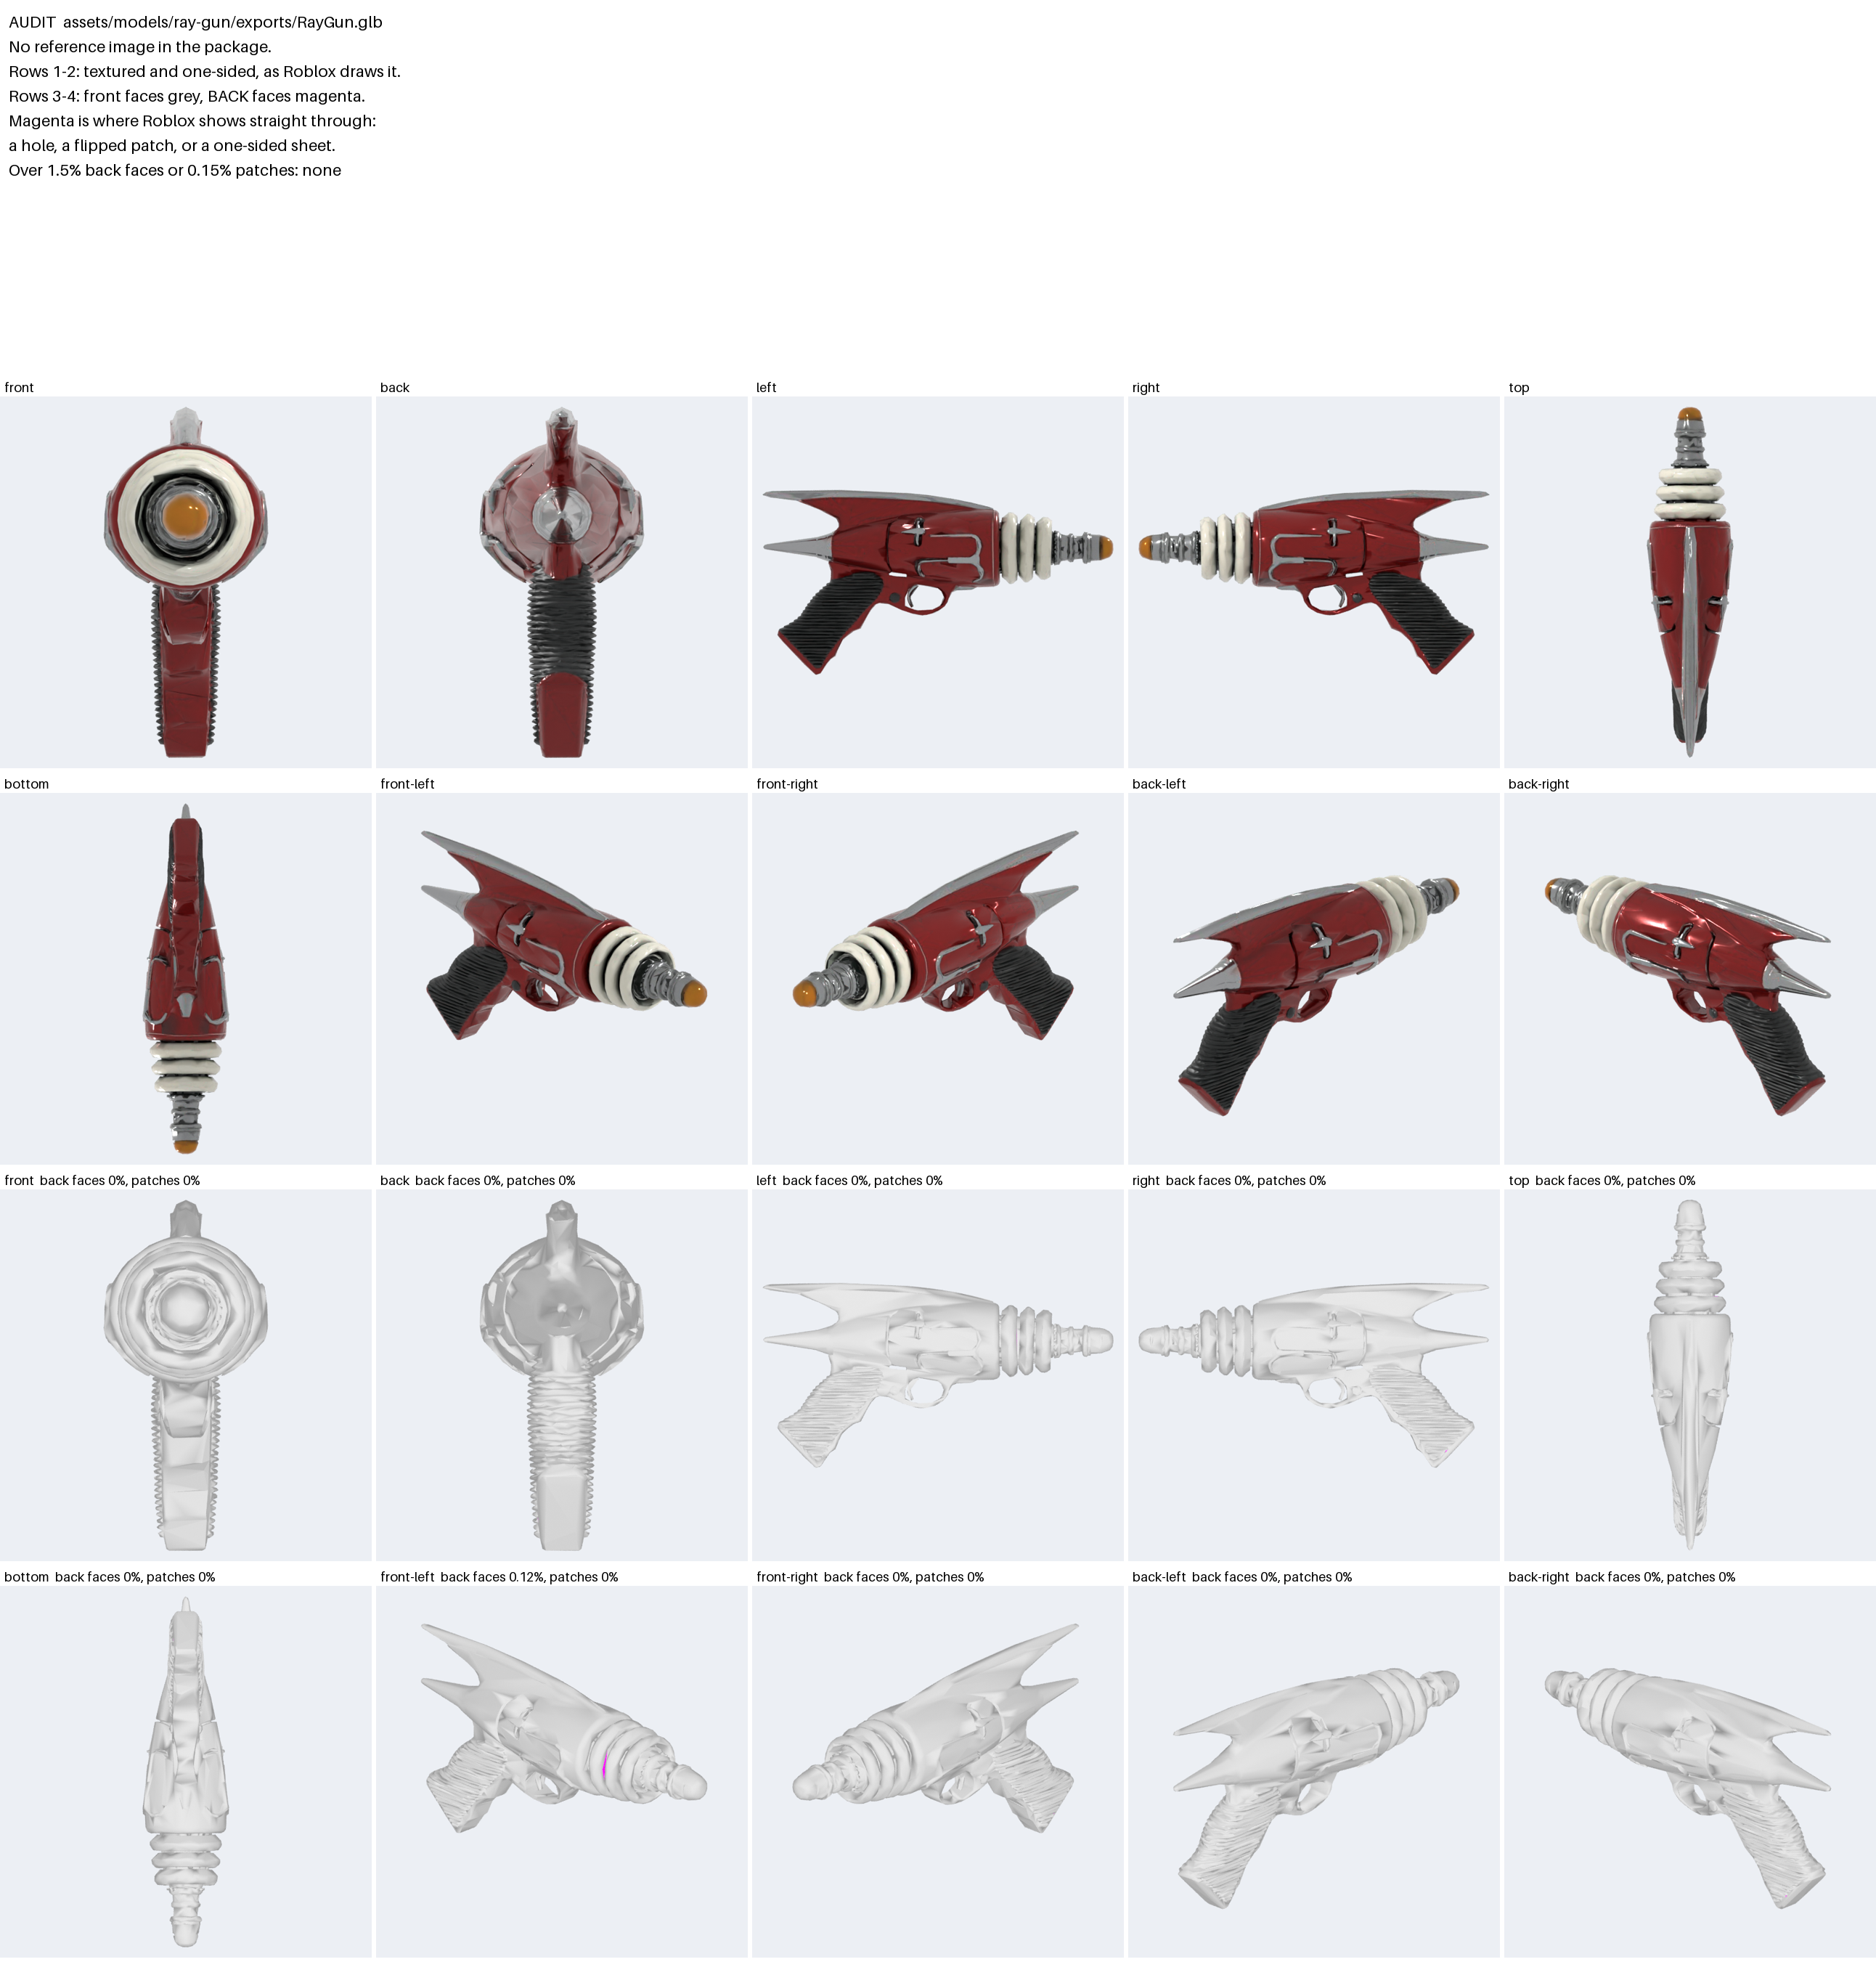 AUDIT  assets/models/ray-gun/exports/RayGun.glb
No reference image in the package.
Rows 1-2: textured and one-sided, as Roblox draws it.
Rows 3-4: front faces grey, BACK faces magenta.
Magenta is where Roblox shows straight through:
a hole, a flipped patch, or a one-sided sheet.
Over 1.5% back faces or 0.15% patches: none
front
back
left
right
top
bottom
front-left
front-right
back-left
back-right
front  back faces 0%, patches 0%
back  back faces 0%, patches 0%
left  back faces 0%, patches 0%
right  back faces 0%, patches 0%
top  back faces 0%, patches 0%
bottom  back faces 0%, patches 0%
front-left  back faces 0.12%, patches 0%
front-right  back faces 0%, patches 0%
back-left  back faces 0%, patches 0%
back-right  back faces 0%, patches 0%